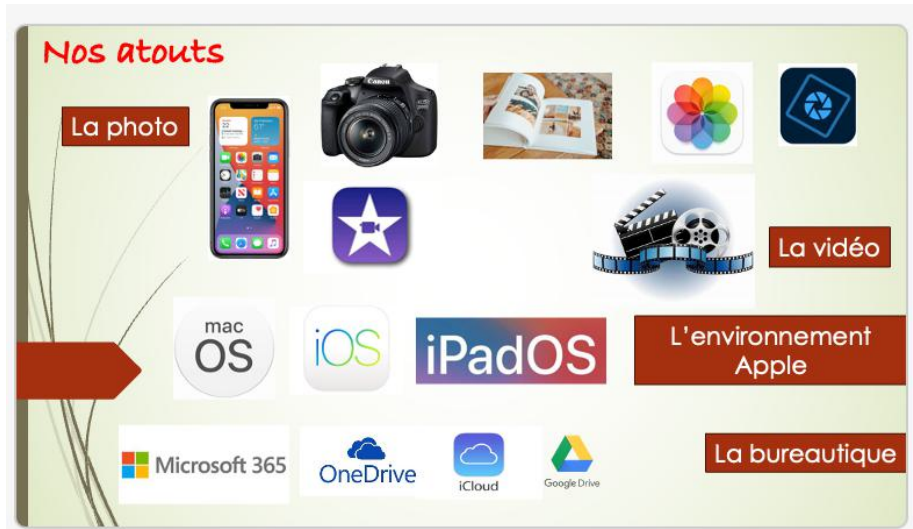 Nos atouts
La photo
Canon
La vidéo
mac
OS
iOS
iPadOS
L'environnement
Apple
Microsoft 365
OneDrive
iCloud
Google Drive
La bureautique